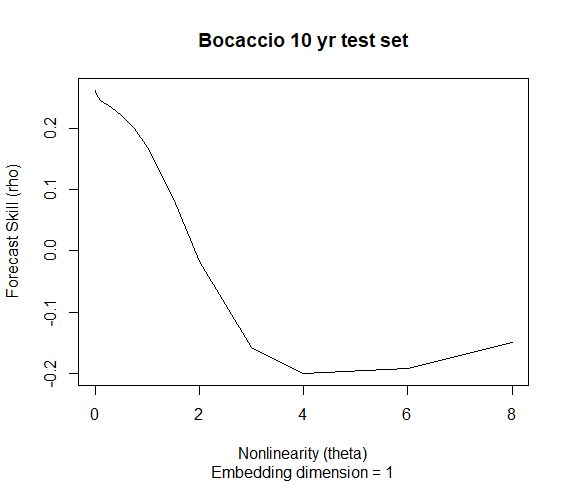 Bocaccio 10 yr test set
Forecast Skill (rho)
0.2
0.1
0.0
-0.1
-0.2
0 2 4 6 8
Nonlinearity (theta)
Embedding dimension = 1